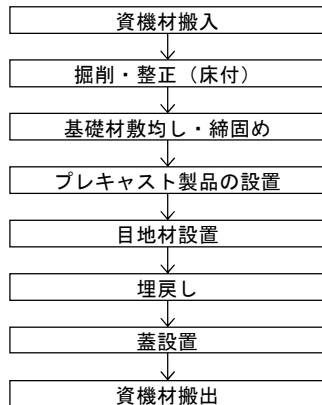 資機材搬入
掘削・整正（床付）
基礎材敷均し・締固め
プレキャスト製品の設置
目地材設置
埋戻し
蓋設置
資機材搬出